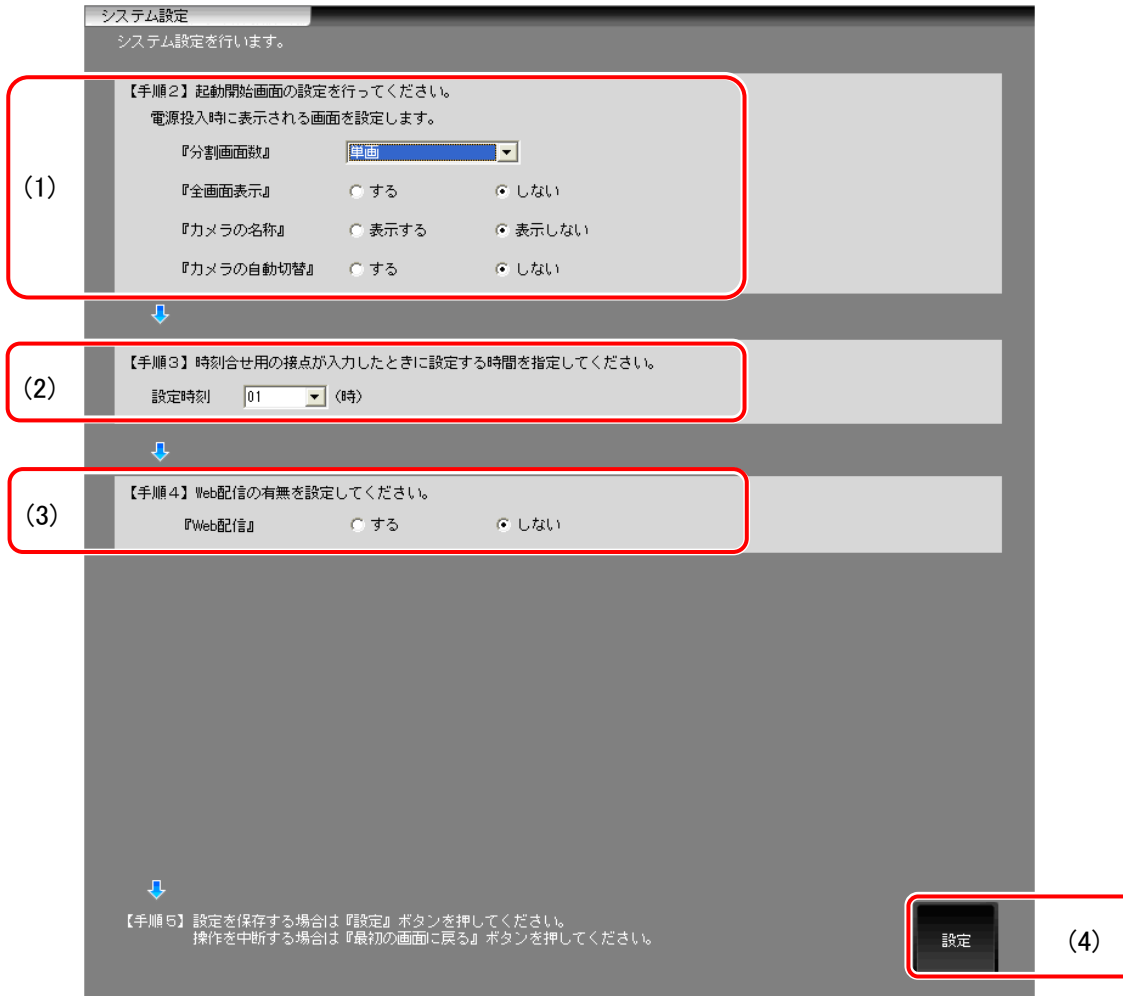 システム設定
システム設定を行います。
【手順2】起動開始画面の設定を行ってください。
電源投入時に表示される画面を設定します。
(1)
『分割画面数』 単画
『全画面表示』 する しない
『カメラの名称』 表示する 表示しない
『カメラの自動切替』 する しない
(2)
【手順3】時刻合せ用の接点が入力したときに設定する時間を指定してください。
設定時刻 01 (時)
(3)
【手順4】Web配信の有無を設定してください。
『Web配信』 する しない
【手順5】設定を保存する場合は『設定』ボタンを押してください。
操作を中断する場合は『最初の画面に戻る』ボタンを押してください。
設定
(4)